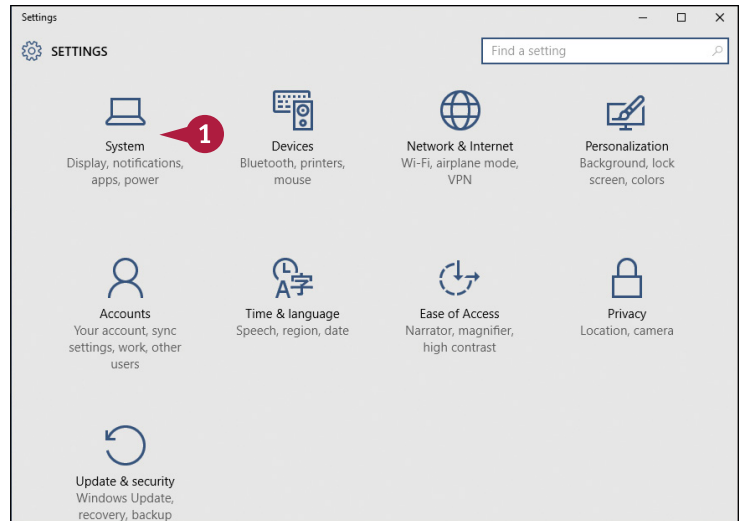 Settings
SETTINGS
Find a setting
1
System
Display, notifications,
apps, power
Devices
Bluetooth, printers,
mouse
Network & Internet
Wi-Fi, airplane mode,
VPN
Personalization
Background, lock
screen, colors
Accounts
Your account, sync
settings, work, other
users
A字
Time & language
Speech, region, date
Ease of Access
Narrator, magnifier,
high contrast
Privacy
Location, camera
Update & security
Windows Update,
recovery, backup